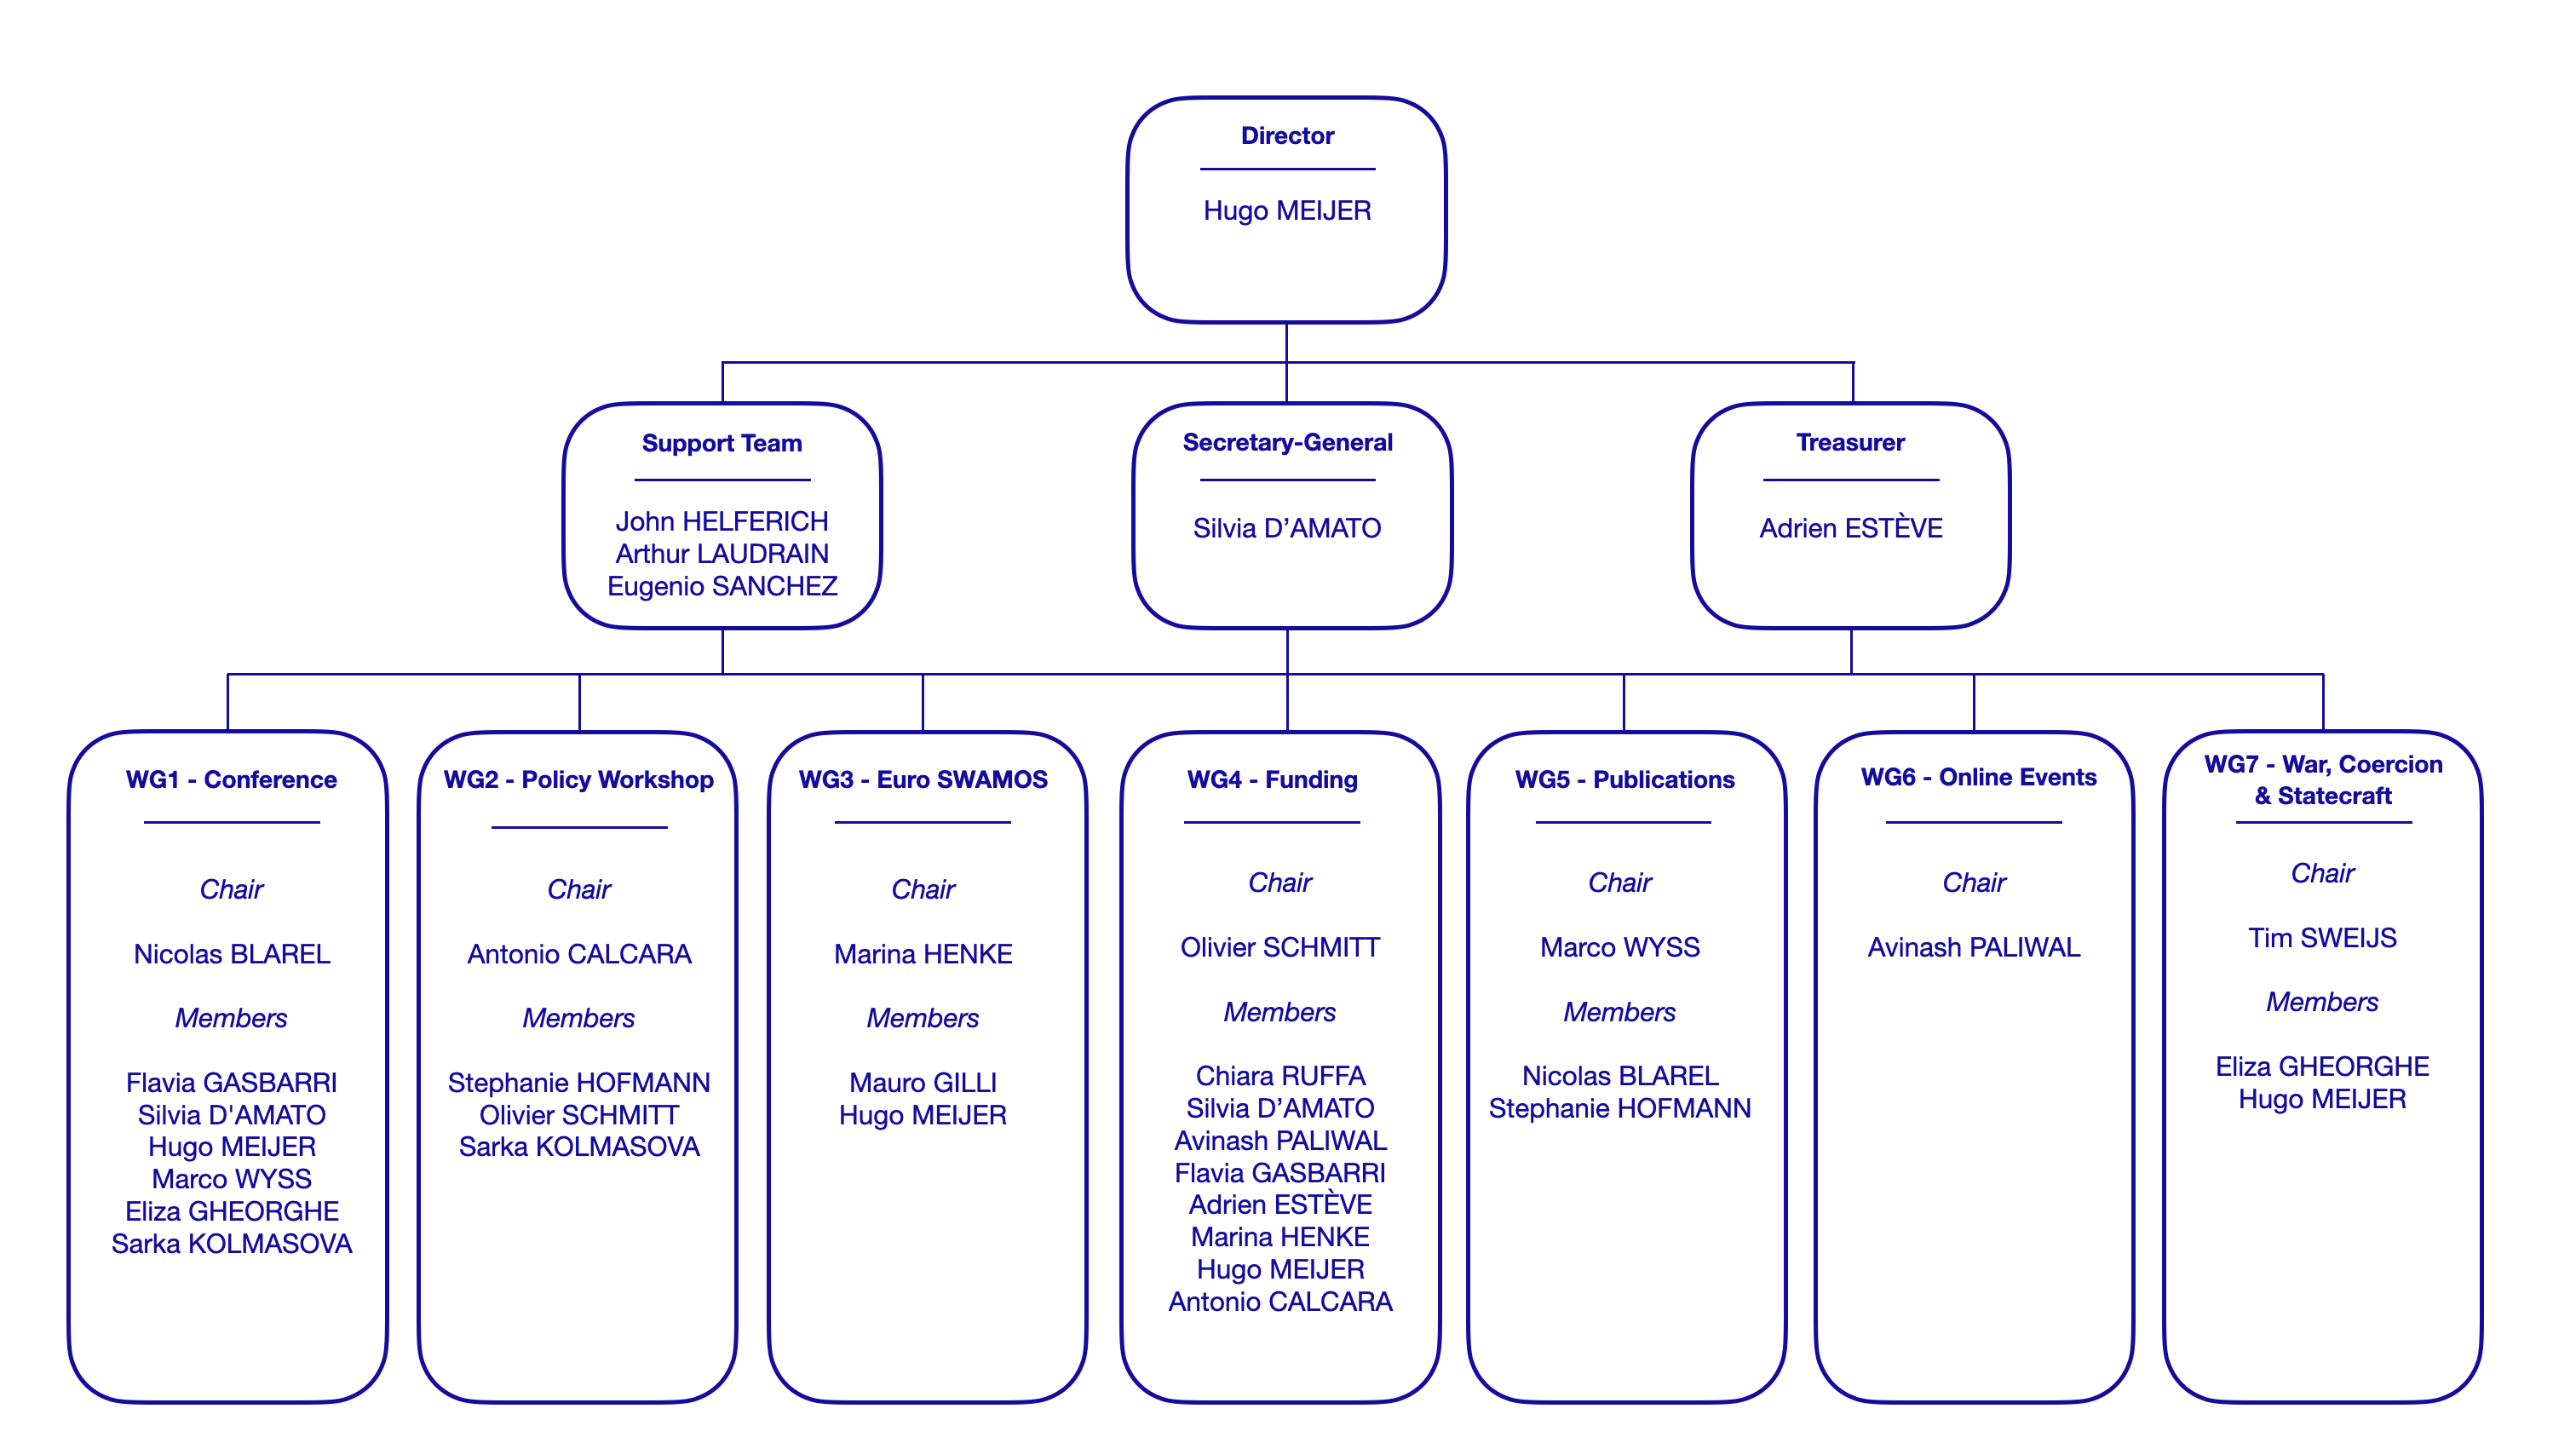 Director
Hugo MEIJER
Support Team
John HELFERICH
Arthur LAUDRAIN
Eugenio SANCHEZ
Secretary-General
Silvia D’AMATO
Treasurer
Adrien ESTÈVE
WG1 - Conference
Chair
Nicolas BLAREL
Members
Flavia GASBARRI
Silvia D'AMATO
Hugo MEIJER
Marco WYSS
Eliza GHEORGHE
Sarka KOLMASOVA
WG2 - Policy Workshop
Chair
Antonio CALCARA
Members
Stephanie HOFMANN
Olivier SCHMITT
Sarka KOLMASOVA
WG3 - Euro SWAMOS
Chair
Marina HENKE
Members
Mauro GILLI
Hugo MEIJER
WG4 - Funding
Chair
Olivier SCHMITT
Members
Chiara RUFFA
Silvia D’AMATO
Avinash PALIWAL
Flavia GASBARRI
Adrien ESTÈVE
Marina HENKE
Hugo MEIJER
Antonio CALCARA
WG5 - Publications
Chair
Marco WYSS
Members
Nicolas BLAREL
Stephanie HOFMANN
WG6 - Online Events
Chair
Avinash PALIWAL
WG7 - War, Coercion
& Statecraft
Chair
Tim SWEIJS
Members
Eliza GHEORGHE
Hugo MEIJER